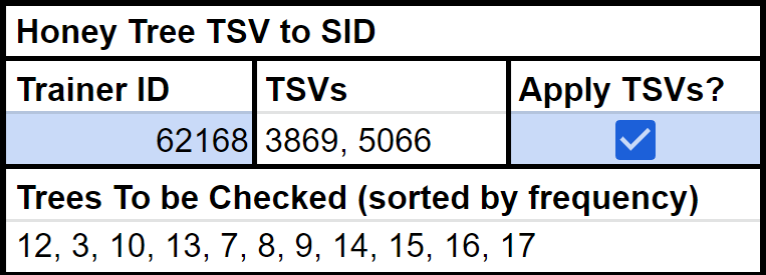 Honey Tree TSV to SID
Trainer ID TSVs Apply TSVs?
62168 3869, 5066
Trees To be Checked (sorted by frequency)
12, 3, 10, 13, 7, 8, 9, 14, 15, 16, 17